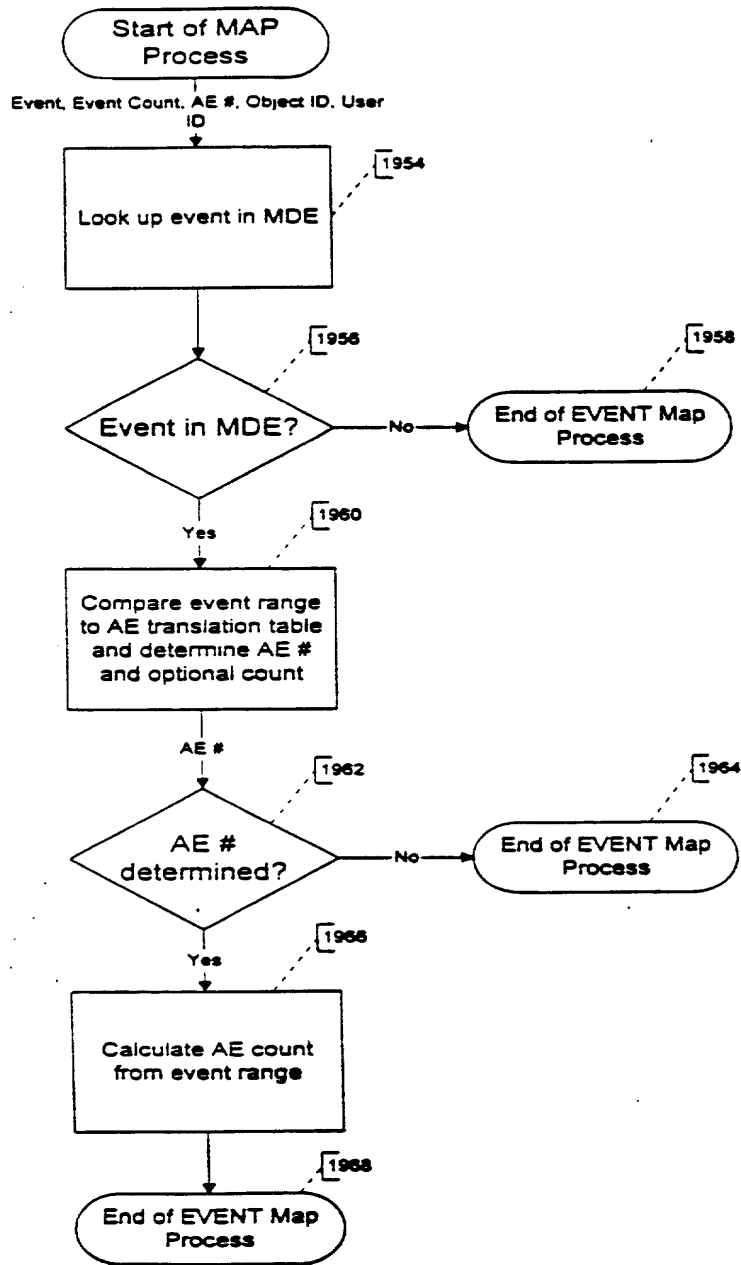 Start of MAP
Process
Event, Event Count, AE #, Object ID, User
ID
1954
Look up event in MDE
1956
1958
Event in MDE?
No
End of EVENT Map
Process
Yes
1960
Compare event range
to AE translation table
and determine AE #
and optional count
AE #
1962
1964
AE #
determined?
No
End of EVENT Map
Process
Yes
1966
Calculate AE count
from event range
1968
End of EVENT Map
Process